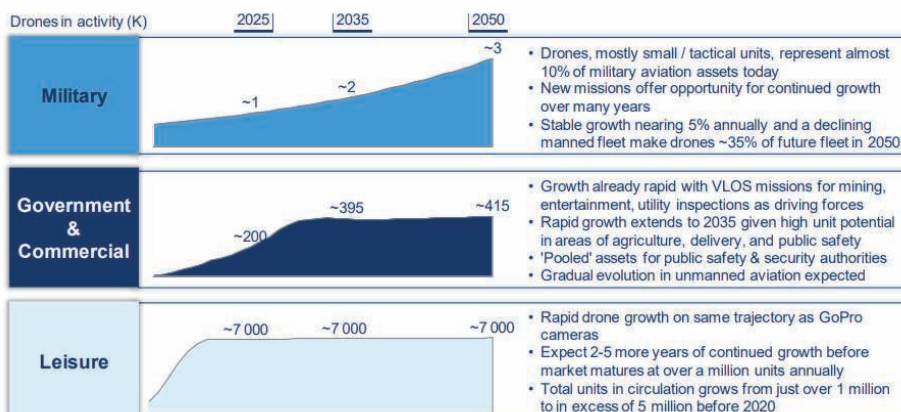 Drones in activity (K)
2025
2035
2050
Military
~1
~2
~3
• Drones, mostly small / tactical units, represent almost
10% of military aviation assets today
• New missions offer opportunity for continued growth
over many years
• Stable growth nearing 5% annually and a declining
manned fleet make drones ~35% of future fleet in 2050
Government
&
Commercial
~200
~395
~415
• Growth already rapid with VLOS missions for mining,
entertainment, utility inspections as driving forces
• Rapid growth extends to 2035 given high unit potential
in areas of agriculture, delivery, and public safety
• 'Pooled' assets for public safety & security authorities
• Gradual evolution in unmanned aviation expected
Leisure
~7 000
~7 000
~7 000
• Rapid drone growth on same trajectory as GoPro
cameras
• Expect 2-5 more years of continued growth before
market matures at over a million units annually
• Total units in circulation grows from just over 1 million
to in excess of 5 million before 2020